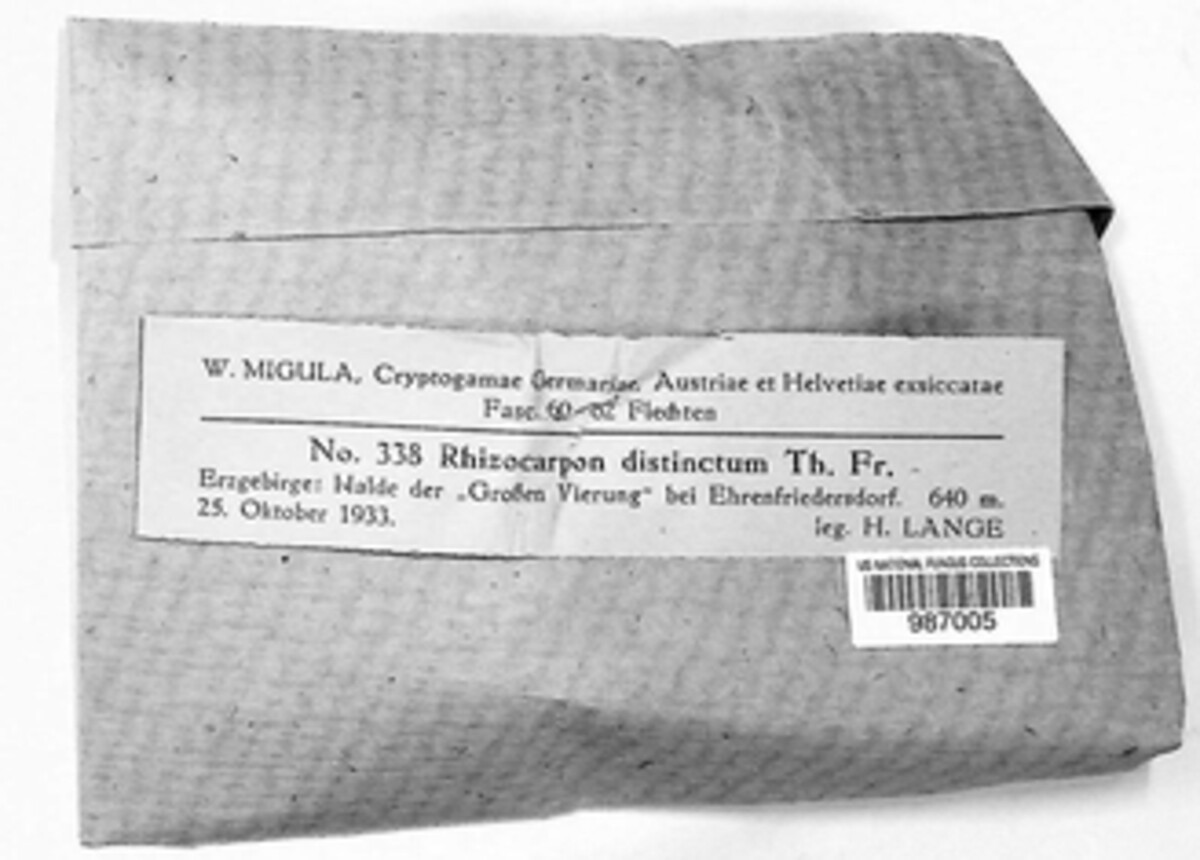 W. MIGULA, Cryptogamae Germaniae, Austriae et Helvetiae exsiccatae
Fasc. 60–62 Flechten
No. 338 Rhizocarpon distinctum Th. Fr.
Erzgebirge: Halde der „Großen Vierung“ bei Ehrenfriedersdorf. 640 m.
25. Oktober 1933.
leg. H. LANGE
US NATIONAL FUNGUS COLLECTIONS
987005